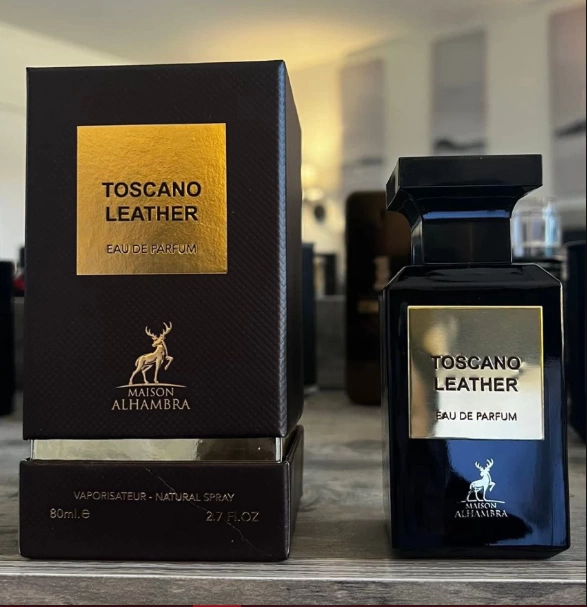 TOSCANO
LEATHER
EAU DE PARFUM
MAISON
ALHAMBRA
VAPORISATEUR - NATURAL SPRAY
80ml.℮ 2.7 FL.OZ
TOSCANO
LEATHER
EAU DE PARFUM
MAISON
ALHAMBRA